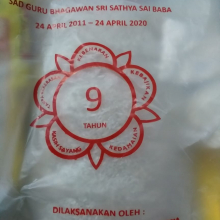 SAD GURU BHAGAWAN SRI SATHYA SAI BABA
24 APRIL 2011 – 24 APRIL 2020
KEBENARAN
KEBAJIKAN
KEDAMAIAN
KASIH SAYANG
9
TAHUN
DILAKSANAKAN OLEH :